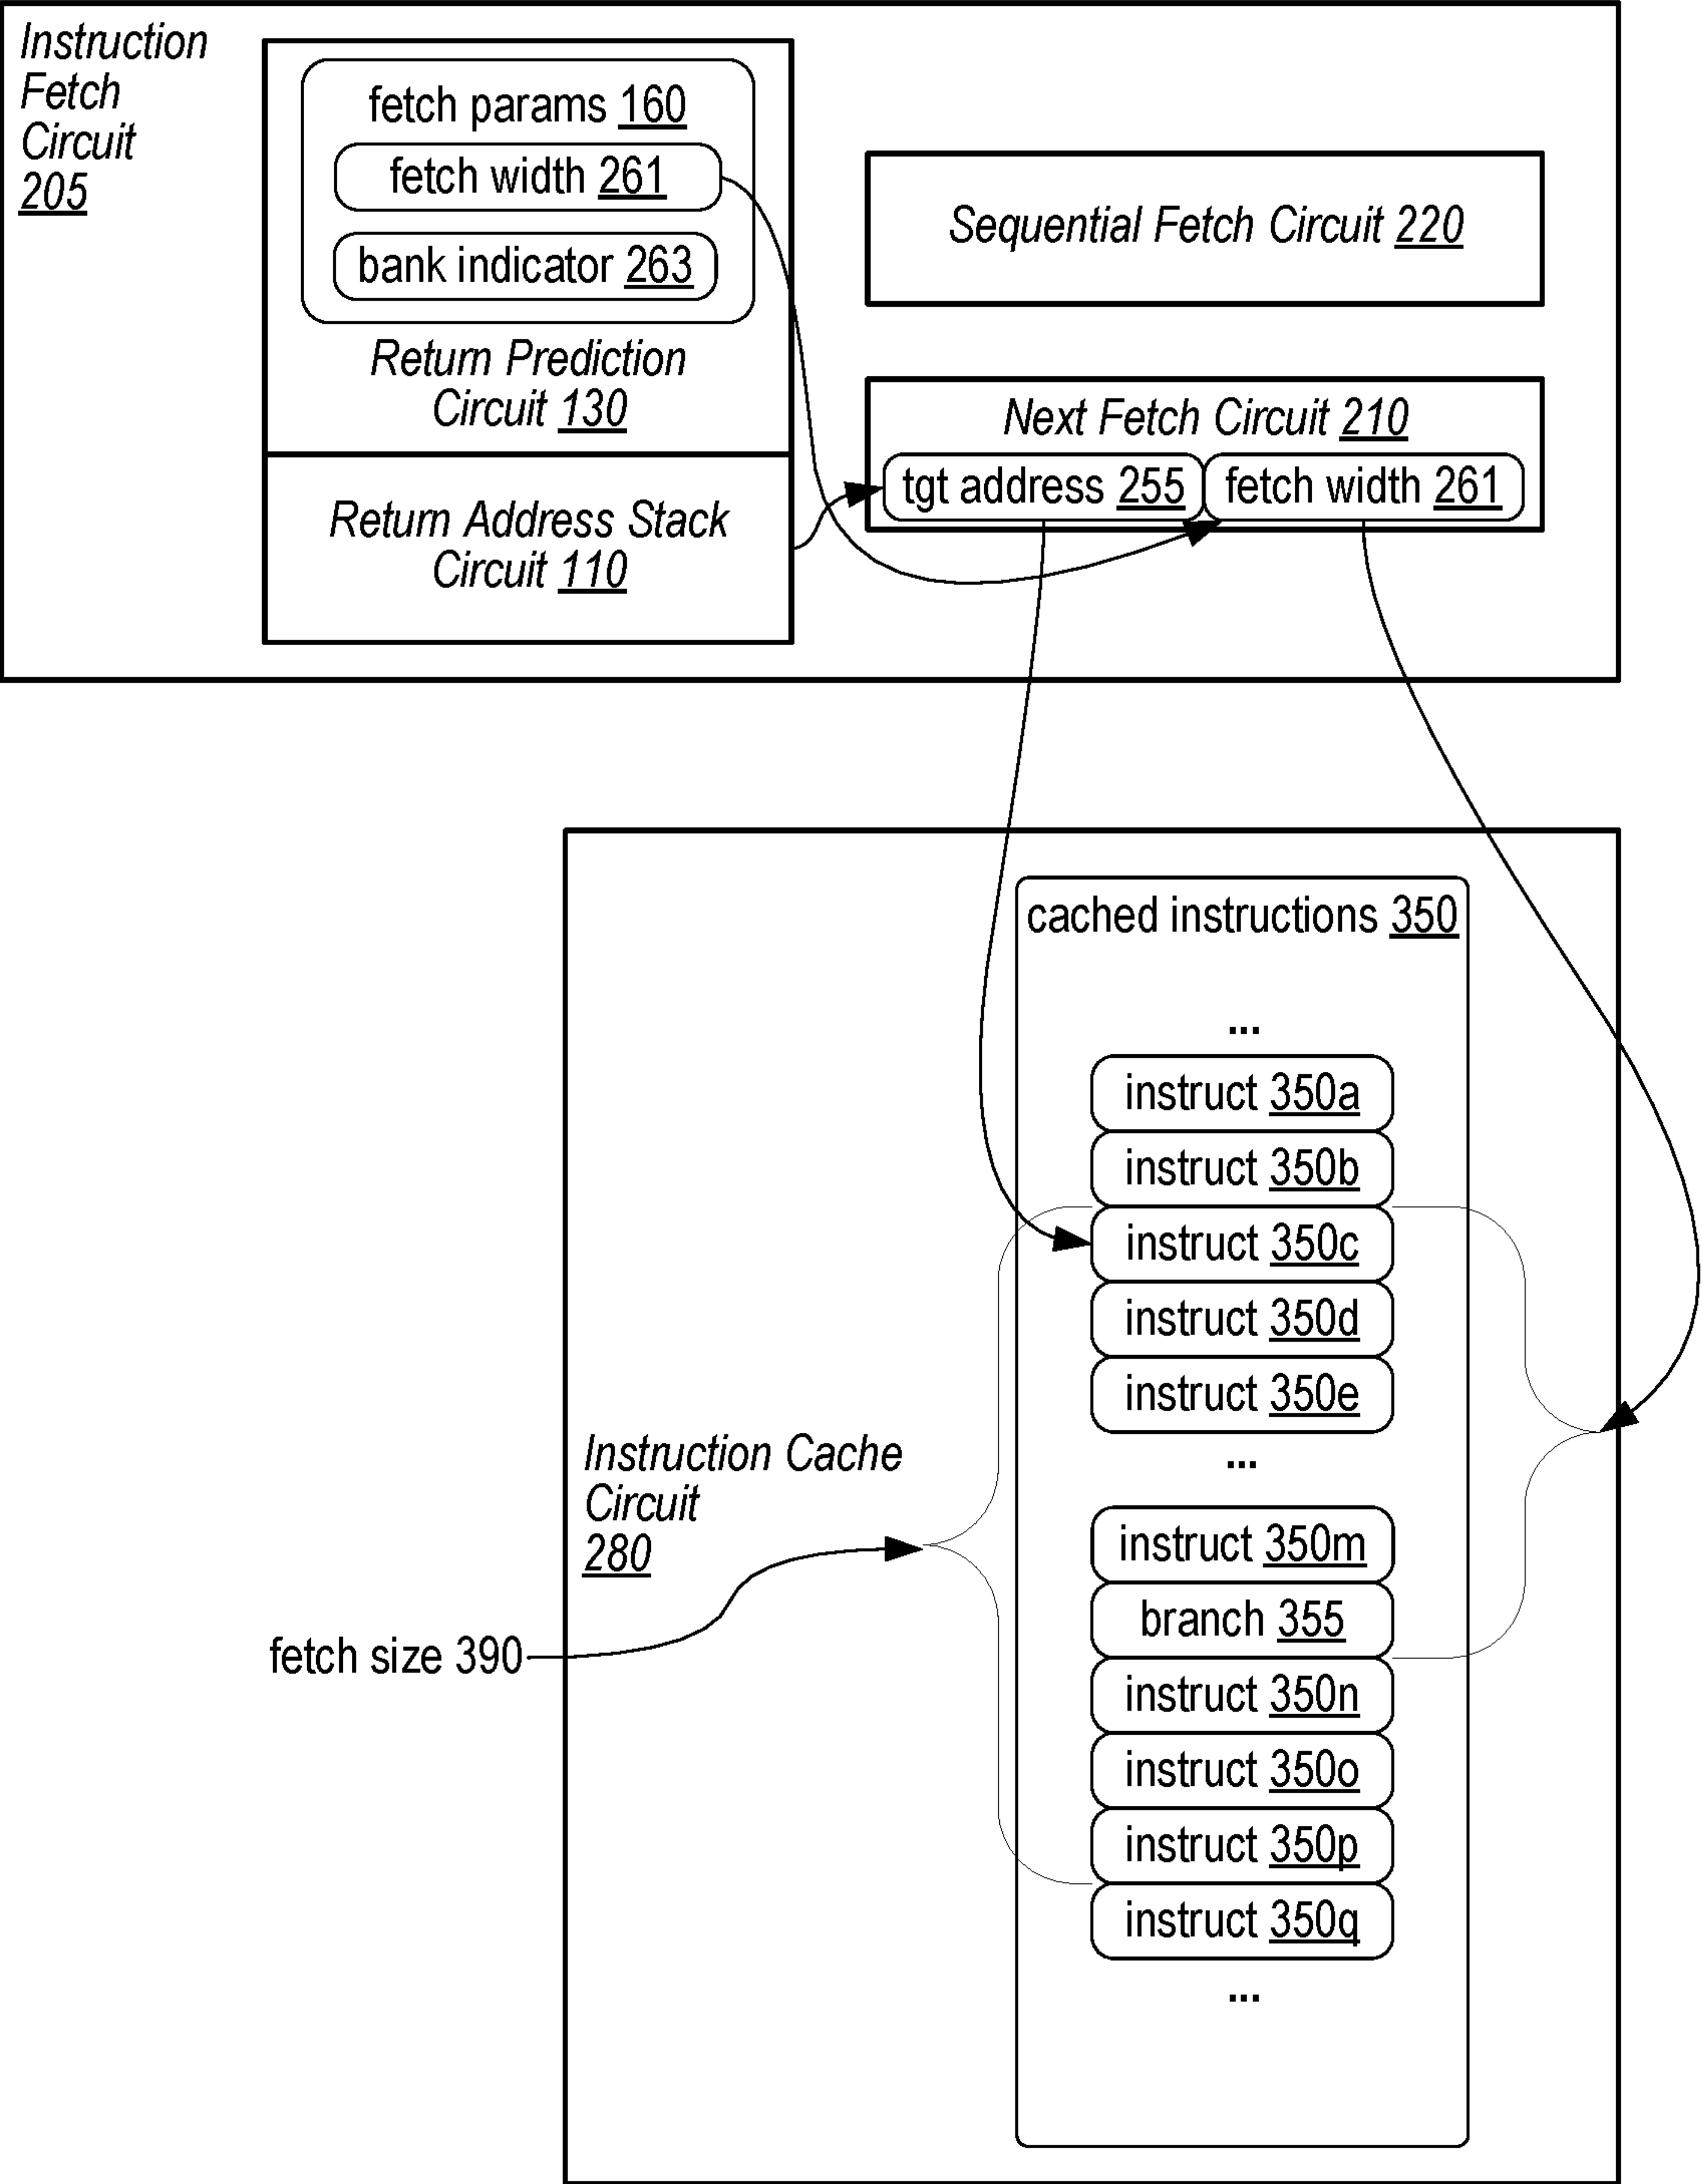 Instruction
Fetch
Circuit
205
fetch params 160
fetch width 261
bank indicator 263
Return Prediction
Circuit 130
Return Address Stack
Circuit 110
Sequential Fetch Circuit 220
Next Fetch Circuit 210
tgt address 255
fetch width 261
cached instructions 350
...
instruct 350a
instruct 350b
instruct 350c
instruct 350d
instruct 350e
...
instruct 350m
branch 355
instruct 350n
instruct 350o
instruct 350p
instruct 350q
...
Instruction Cache
Circuit
280
fetch size 390